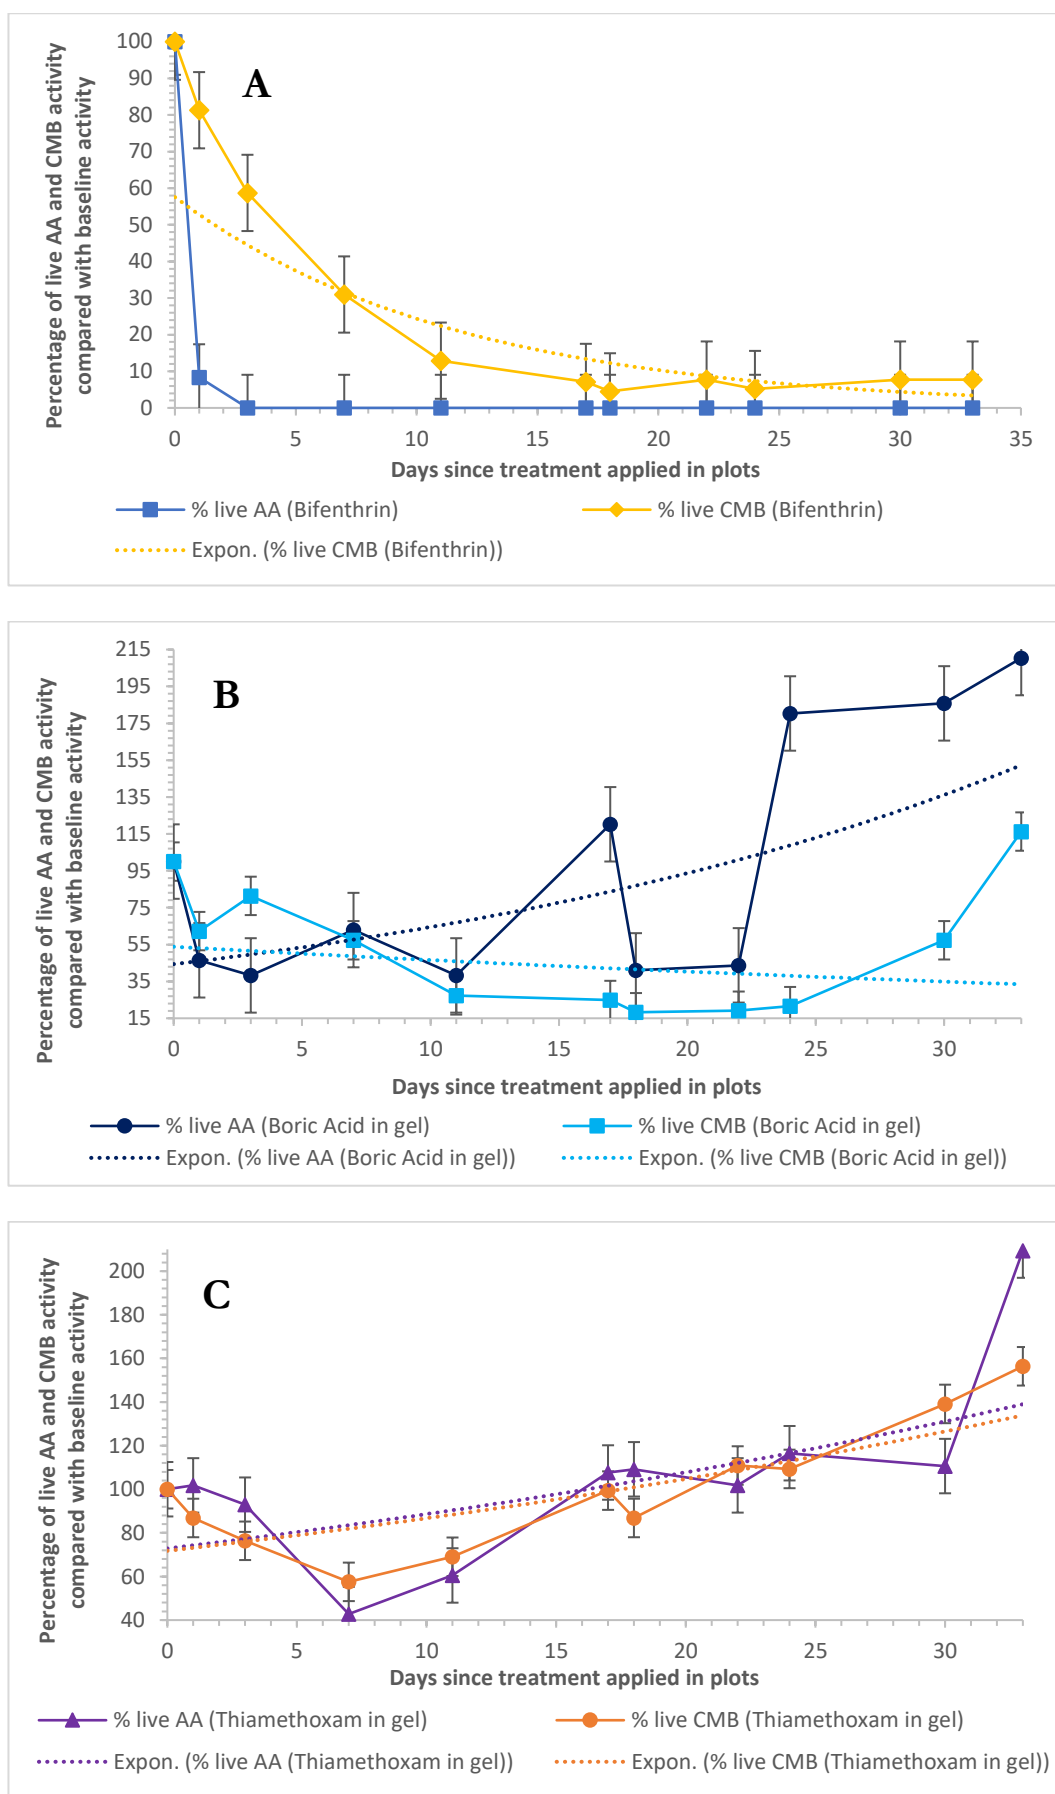 Percentage of live AA and CMB activity
compared with baseline activity
100
90
80
70
60
50
40
30
20
10
0
A
0 5 10 15 20 25 30 35
Days since treatment applied in plots
% live AA (Bifenthrin) % live CMB (Bifenthrin)
Expon. (% live CMB (Bifenthrin))
Percentage of live AA and CMB activity
compared with baseline activity
215
195
175
155
135
115
95
75
55
35
15
B
0 5 10 15 20 25 30
Days since treatment applied in plots
% live AA (Boric Acid in gel) % live CMB (Boric Acid in gel)
Expon. (% live AA (Boric Acid in gel)) Expon. (% live CMB (Boric Acid in gel))
Percentage of live AA and CMB activity
compared with baseline activity
200
180
160
140
120
100
80
60
40
C
0 5 10 15 20 25 30
Days since treatment applied in plots
% live AA (Thiamethoxam in gel) % live CMB (Thiamethoxam in gel)
Expon. (% live AA (Thiamethoxam in gel)) Expon. (% live CMB (Thiamethoxam in gel))